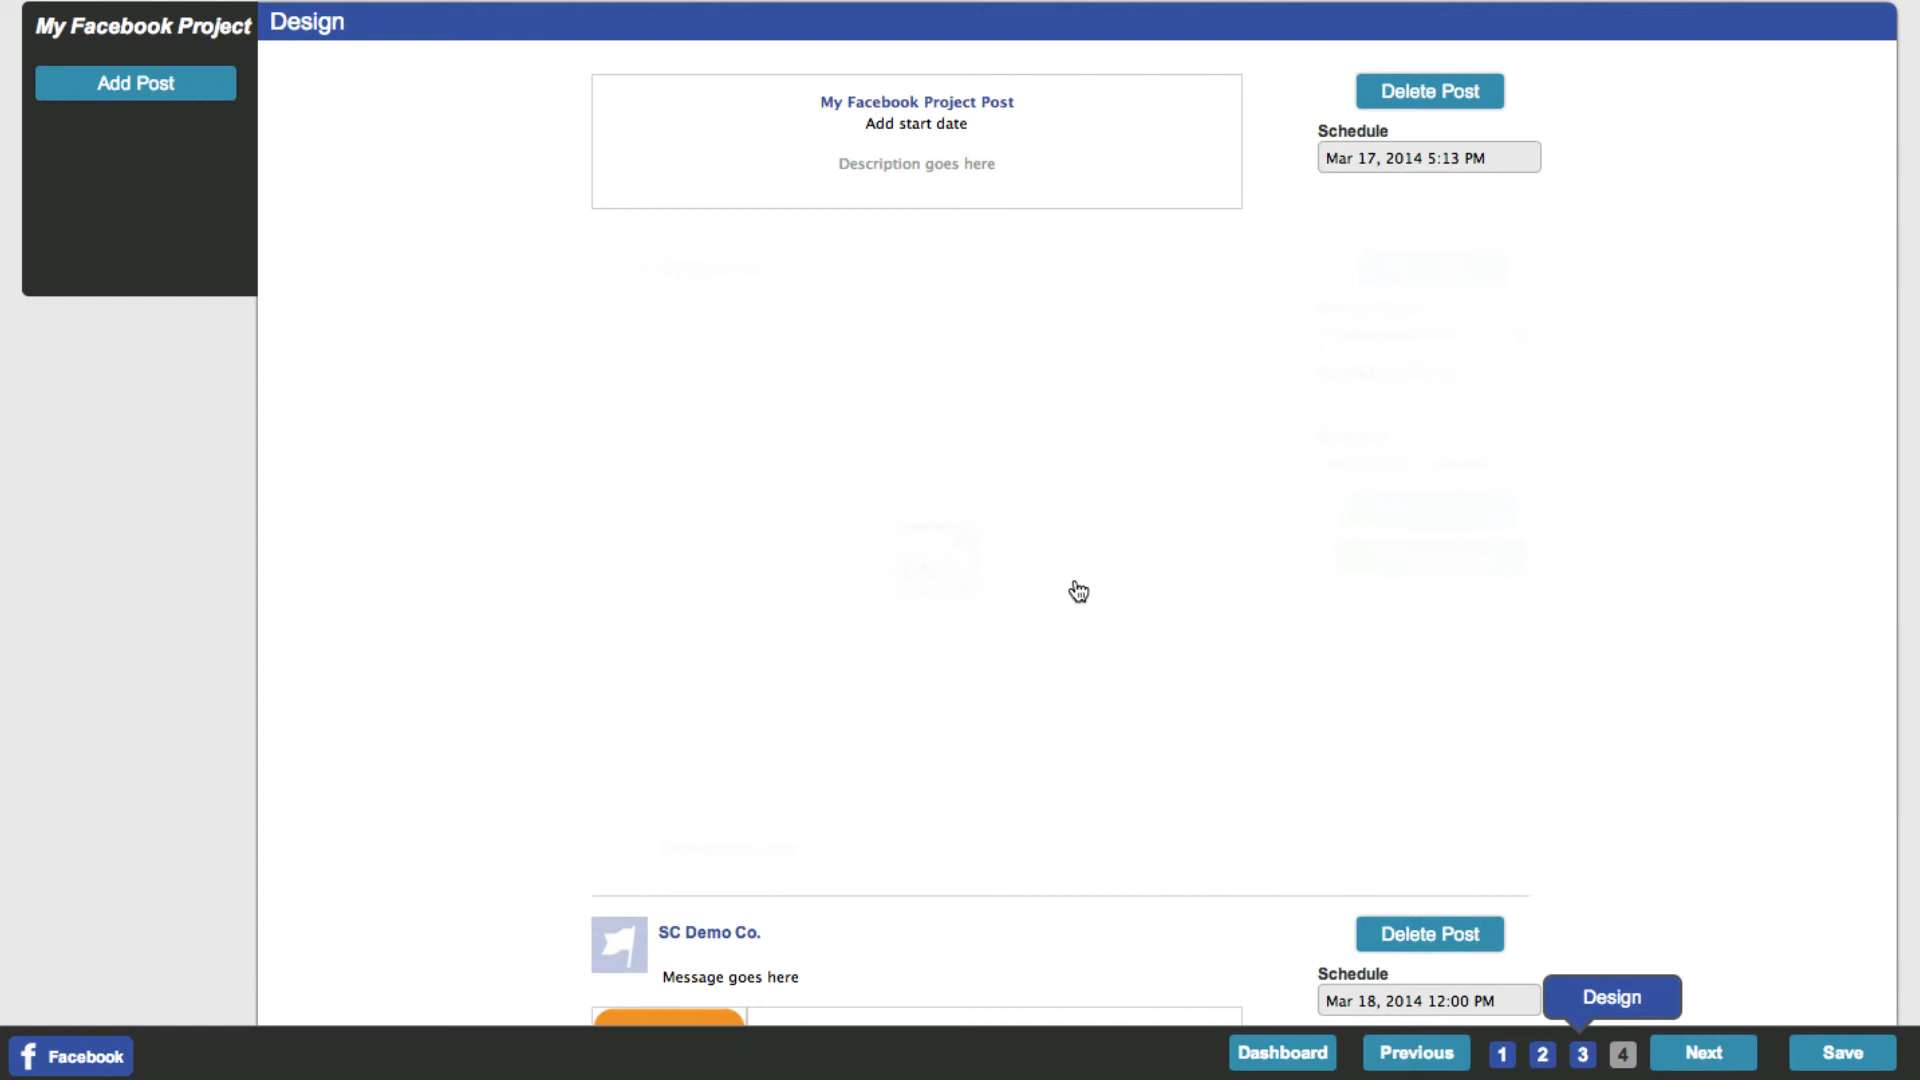 My Facebook Project
Design
Add Post
My Facebook Project Post
Add start date
Description goes here
Delete Post
Schedule
Mar 17, 2014 5:13 PM
SC Demo Co.
Message goes here
Delete Post
Schedule
Mar 18, 2014 12:00 PM
Design
f Facebook
Dashboard
Previous
1
2
3
4
Next
Save